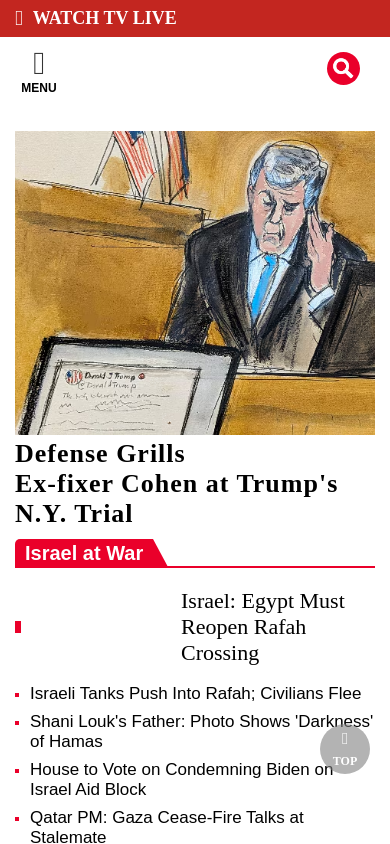 WATCH TV LIVE
MENU
Donald J Trump
Defense Grills
Ex-fixer Cohen at Trump's
N.Y. Trial
Israel at War
Israel: Egypt Must
Reopen Rafah
Crossing
Israeli Tanks Push Into Rafah; Civilians Flee
Shani Louk's Father: Photo Shows 'Darkness'
of Hamas
House to Vote on Condemning Biden on
Israel Aid Block
TOP
Qatar PM: Gaza Cease-Fire Talks at
Stalemate